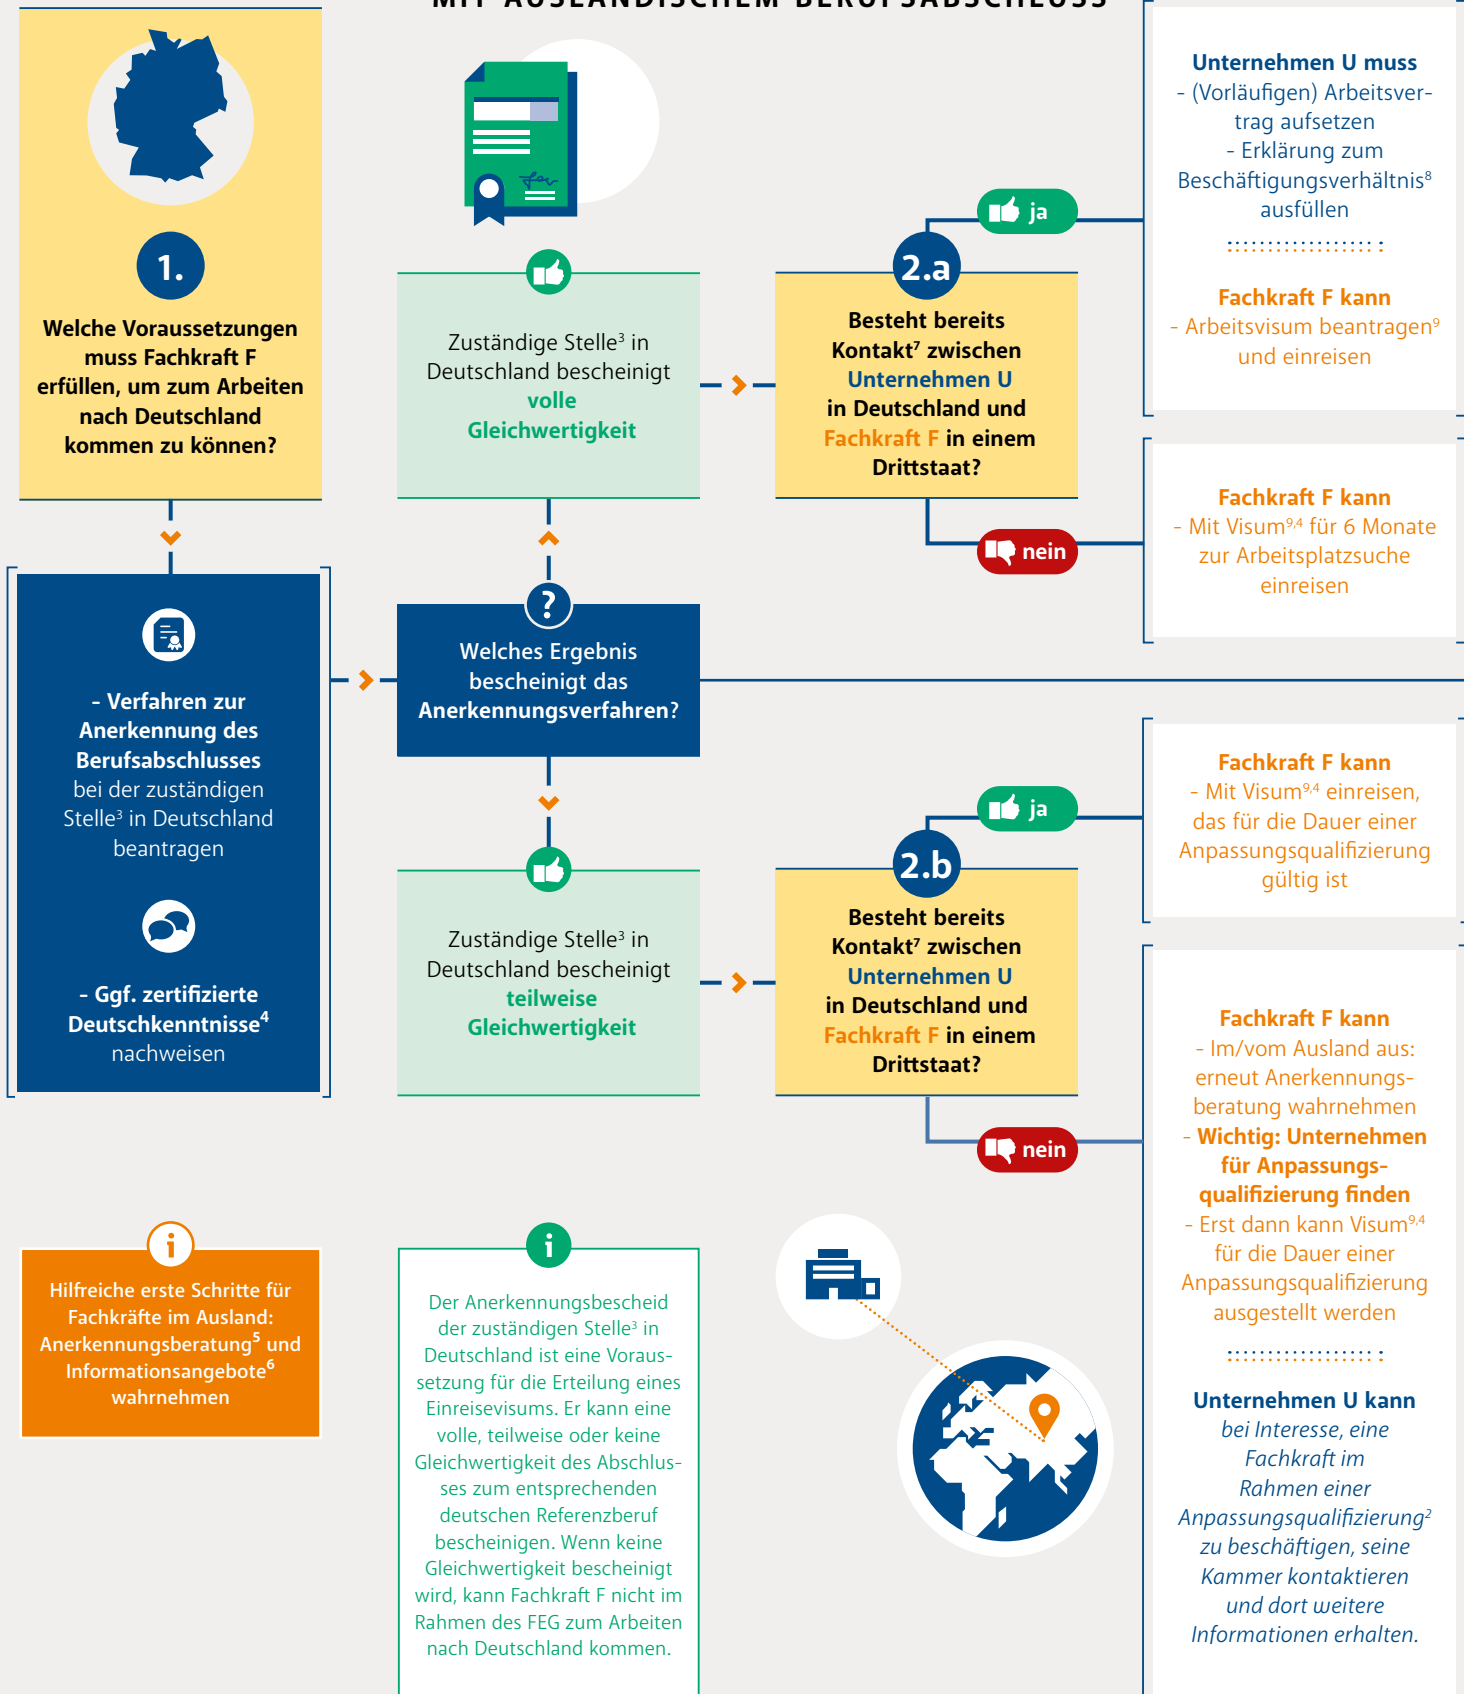 MIT AUSLÄNDISCHEM BERUFSABSCHLUSS
1.
Welche Voraussetzungen
muss Fachkraft F
erfüllen, um zum Arbeiten
nach Deutschland
kommen zu können?
- Verfahren zur
Anerkennung des
Berufsabschlusses
bei der zuständigen
Stelle³ in Deutschland
beantragen
- Ggf. zertifizierte
Deutschkenntnisse⁴
nachweisen
i
Hilfreiche erste Schritte für
Fachkräfte im Ausland:
Anerkennungsberatung⁵ und
Informationsangebote⁶
wahrnehmen
Zuständige Stelle³ in
Deutschland bescheinigt
volle
Gleichwertigkeit
?
Welches Ergebnis
bescheinigt das
Anerkennungsverfahren?
Zuständige Stelle³ in
Deutschland bescheinigt
teilweise
Gleichwertigkeit
i
Der Anerkennungsbescheid
der zuständigen Stelle³ in
Deutschland ist eine Voraus-
setzung für die Erteilung eines
Einreisevisums. Er kann eine
volle, teilweise oder keine
Gleichwertigkeit des Abschlus-
ses zum entsprechenden
deutschen Referenzberuf
bescheinigen. Wenn keine
Gleichwertigkeit bescheinigt
wird, kann Fachkraft F nicht im
Rahmen des FEG zum Arbeiten
nach Deutschland kommen.
2.a
Besteht bereits
Kontakt⁷ zwischen
Unternehmen U
in Deutschland und
Fachkraft F in einem
Drittstaat?
ja
nein
2.b
Besteht bereits
Kontakt⁷ zwischen
Unternehmen U
in Deutschland und
Fachkraft F in einem
Drittstaat?
ja
nein
Unternehmen U muss
- (Vorläufigen) Arbeitsver-
trag aufsetzen
- Erklärung zum
Beschäftigungsverhältnis⁸
ausfüllen
Fachkraft F kann
- Arbeitsvisum beantragen⁹
und einreisen
Fachkraft F kann
- Mit Visum⁹,⁴ für 6 Monate
zur Arbeitsplatzsuche
einreisen
Fachkraft F kann
- Mit Visum⁹,⁴ einreisen,
das für die Dauer einer
Anpassungsqualifizierung
gültig ist
Fachkraft F kann
- Im/vom Ausland aus:
erneut Anerkennungs-
beratung wahrnehmen
- Wichtig: Unternehmen
für Anpassungs-
qualifizierung finden
- Erst dann kann Visum⁹,⁴
für die Dauer einer
Anpassungsqualifizierung
ausgestellt werden
Unternehmen U kann
bei Interesse, eine
Fachkraft im
Rahmen einer
Anpassungsqualifizierung²
zu beschäftigen, seine
Kammer kontaktieren
und dort weitere
Informationen erhalten.